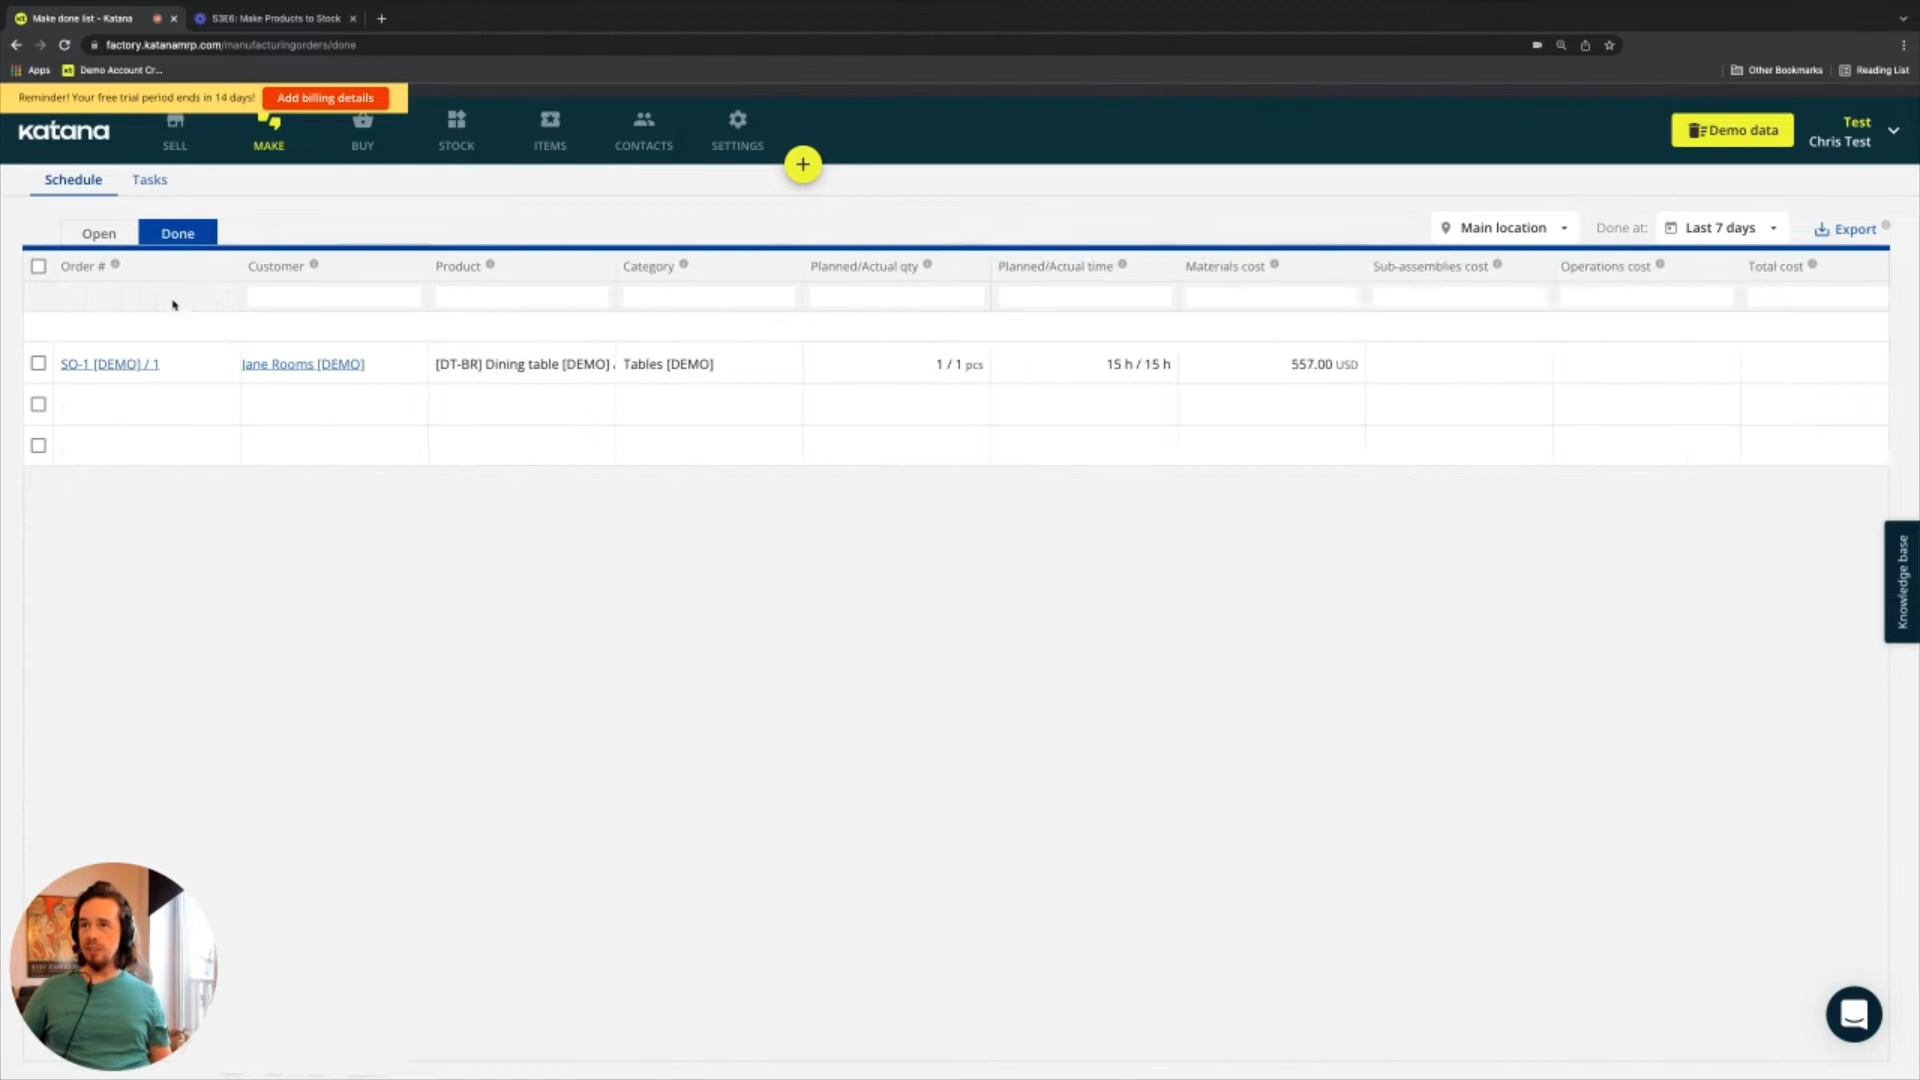 Make done list - Katana
S3E6: Make Products to Stock
factory.katanamrp.com/manufacturingorders/done
Apps
Demo Account Cr...
Other Bookmarks
Reading List
Reminder! Your free trial period ends in 14 days!
Add billing details
katana
SELL
MAKE
BUY
STOCK
ITEMS
CONTACTS
SETTINGS
+
Demo data
Test
Chris Test
Schedule
Tasks
Open
Done
Main location
Done at:
Last 7 days
Export
Order #
Customer
Product
Category
Planned/Actual qty
Planned/Actual time
Materials cost
Sub-assemblies cost
Operations cost
Total cost
SO-1 [DEMO] / 1
Jane Rooms [DEMO]
[DT-BR] Dining table [DEMO]
Tables [DEMO]
1 / 1 pcs
15 h / 15 h
557.00 USD
Knowledge base